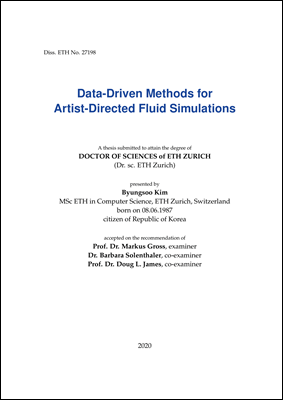 Diss. ETH No. 27198
Data-Driven Methods for
Artist-Directed Fluid Simulations
A thesis submitted to attain the degree of
DOCTOR OF SCIENCES of ETH ZURICH
(Dr. sc. ETH Zurich)
presented by
Byungsoo Kim
MSc ETH in Computer Science, ETH Zurich, Switzerland
born on 08.06.1987
citizen of Republic of Korea
accepted on the recommendation of
Prof. Dr. Markus Gross, examiner
Dr. Barbara Solenthaler, co-examiner
Prof. Dr. Doug L. James, co-examiner
2020